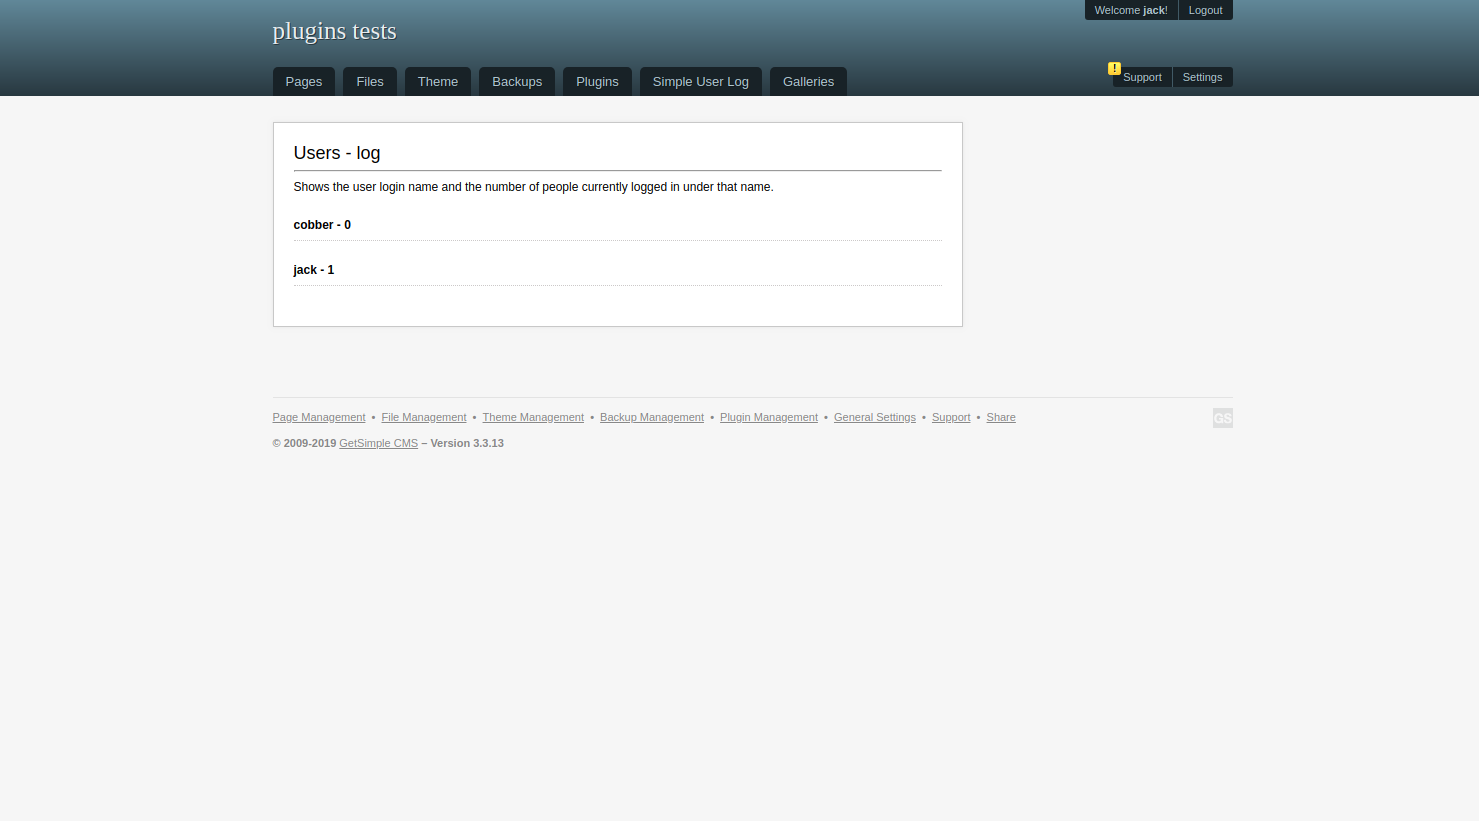 Welcome jack! Logout
plugins tests
Pages Files Theme Backups Plugins Simple User Log Galleries ! Support Settings
Users - log
Shows the user login name and the number of people currently logged in under that name.
cobber - 0
jack - 1
Page Management • File Management • Theme Management • Backup Management • Plugin Management • General Settings • Support • Share GS
© 2009-2019 GetSimple CMS – Version 3.3.13